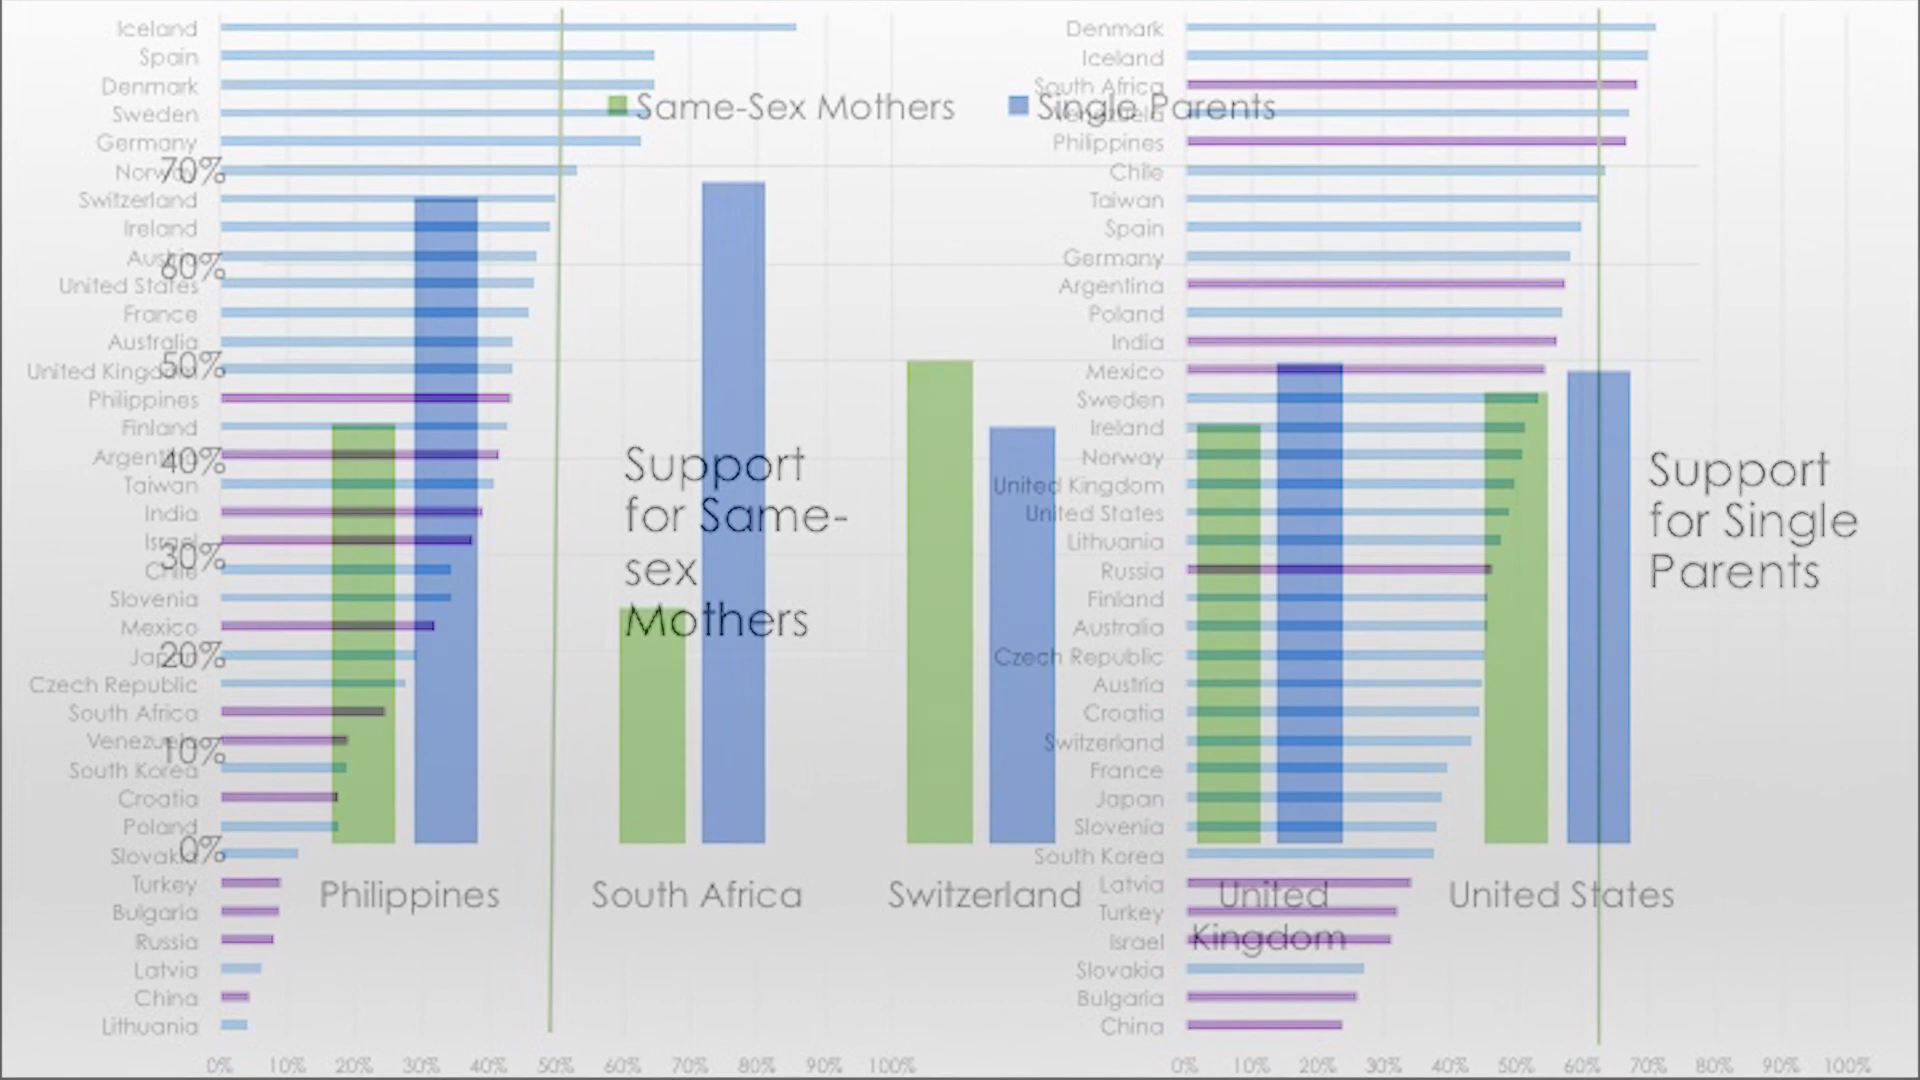 Iceland
Spain
Denmark
Sweden
Germany
Norway
Switzerland
Ireland
Austria
United States
France
Australia
United Kingdom
Philippines
Finland
Argentina
Taiwan
India
Israel
Chile
Slovenia
Mexico
Japan
Czech Republic
South Africa
Venezuela
South Korea
Croatia
Poland
Slovakia
Turkey
Bulgaria
Russia
Latvia
China
Lithuania
0% 10% 20% 30% 40% 50% 60% 70% 80% 90% 100%
Support
for Same-
sex
Mothers
Same-Sex Mothers Single Parents
70%
60%
50%
40%
30%
20%
10%
0%
Philippines South Africa Switzerland United
Kingdom
United States
Denmark
Iceland
South Africa
Venezuela
Philippines
Chile
Taiwan
Spain
Germany
Argentina
Poland
India
Mexico
Sweden
Ireland
Norway
United Kingdom
United States
Lithuania
Russia
Finland
Australia
Czech Republic
Austria
Croatia
Switzerland
France
Japan
Slovenia
South Korea
Latvia
Turkey
Israel
Slovakia
Bulgaria
China
0% 10% 20% 30% 40% 50% 60% 70% 80% 90% 100%
Support
for Single
Parents